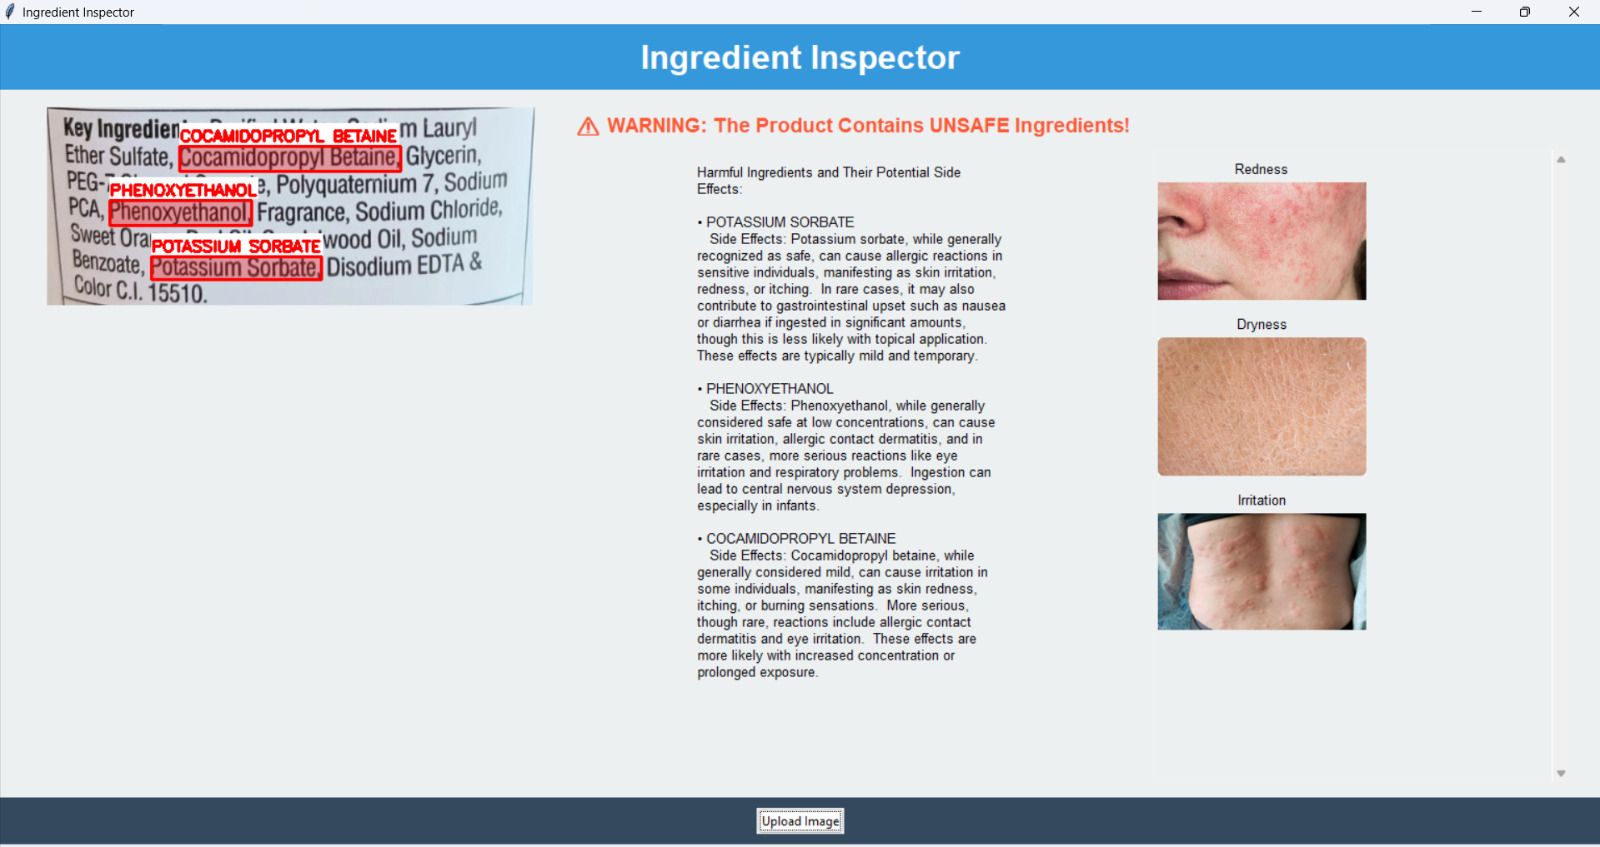 Ingredient Inspector
Ingredient Inspector
Key Ingredien m Lauryl
COCAMIDOPROPYL BETAINE
Ether Sulfate, Cocamidopropyl Betaine, Glycerin,
PEG-7 e, Polyquaternium 7, Sodium
PHENOXYETHANOL
PCA, Phenoxyethanol, Fragrance, Sodium Chloride,
Sweet Ora wood Oil, Sodium
POTASSIUM SORBATE
Benzoate, Potassium Sorbate, Disodium EDTA &
Color C.I. 15510.
WARNING: The Product Contains UNSAFE Ingredients!
Harmful Ingredients and Their Potential Side
Effects:
• POTASSIUM SORBATE
Side Effects: Potassium sorbate, while generally
recognized as safe, can cause allergic reactions in
sensitive individuals, manifesting as skin irritation,
redness, or itching. In rare cases, it may also
contribute to gastrointestinal upset such as nausea
or diarrhea if ingested in significant amounts,
though this is less likely with topical application.
These effects are typically mild and temporary.
• PHENOXYETHANOL
Side Effects: Phenoxyethanol, while generally
considered safe at low concentrations, can cause
skin irritation, allergic contact dermatitis, and in
rare cases, more serious reactions like eye
irritation and respiratory problems. Ingestion can
lead to central nervous system depression,
especially in infants.
• COCAMIDOPROPYL BETAINE
Side Effects: Cocamidopropyl betaine, while
generally considered mild, can cause irritation in
some individuals, manifesting as skin redness,
itching, or burning sensations. More serious,
though rare, reactions include allergic contact
dermatitis and eye irritation. These effects are
more likely with increased concentration or
prolonged exposure.
Redness
Dryness
Irritation
Upload Image